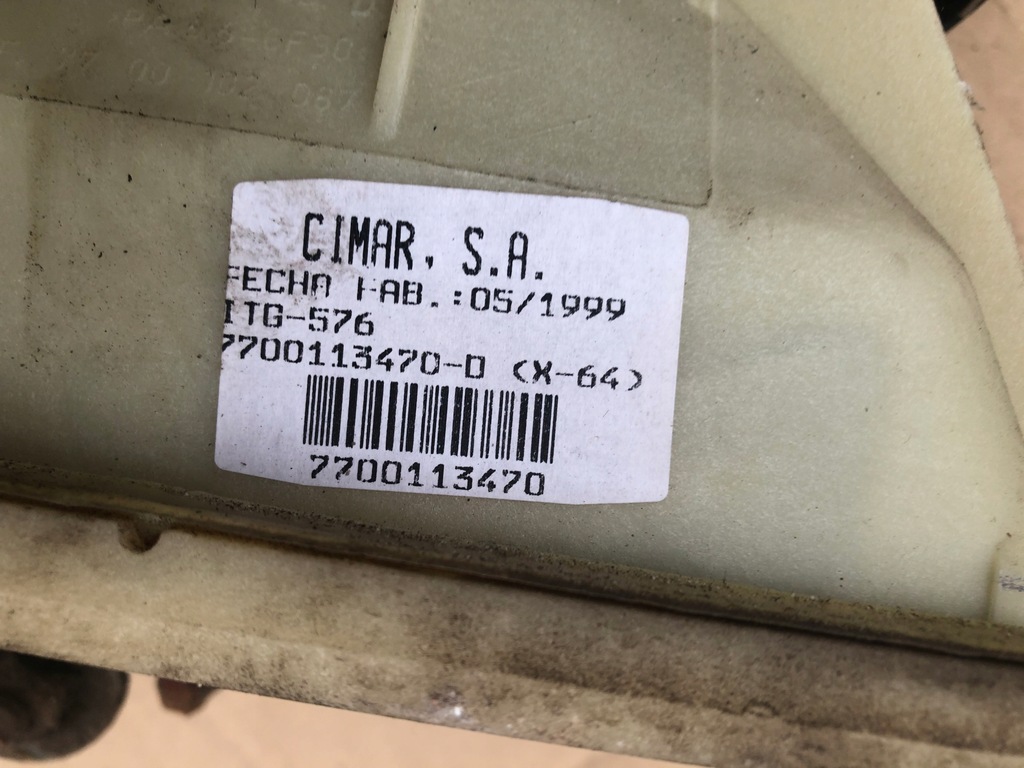 CIMAR, S.A.
FECHA FAB.:05/1999
ITG-576
7700113470-D (X-64)
7700113470